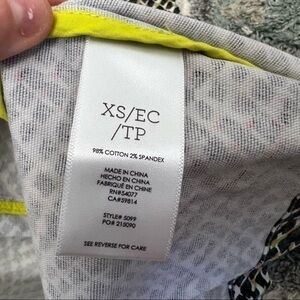 XS/EC
/TP
98% COTTON 2% SPANDEX
MADE IN CHINA
HECHO EN CHINA
FABRIQUÉ EN CHINE
RN#54077
CA#59814
STYLE# 5099
PO# 215090
SEE REVERSE FOR CARE